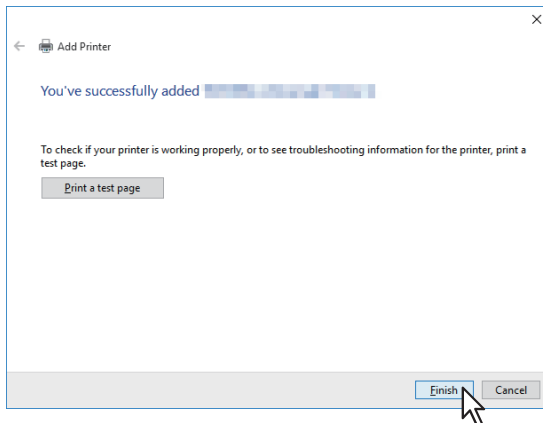 Add Printer
You've successfully added
To check if your printer is working properly, or to see troubleshooting information for the printer, print a
test page.
Print a test page
Finish
Cancel